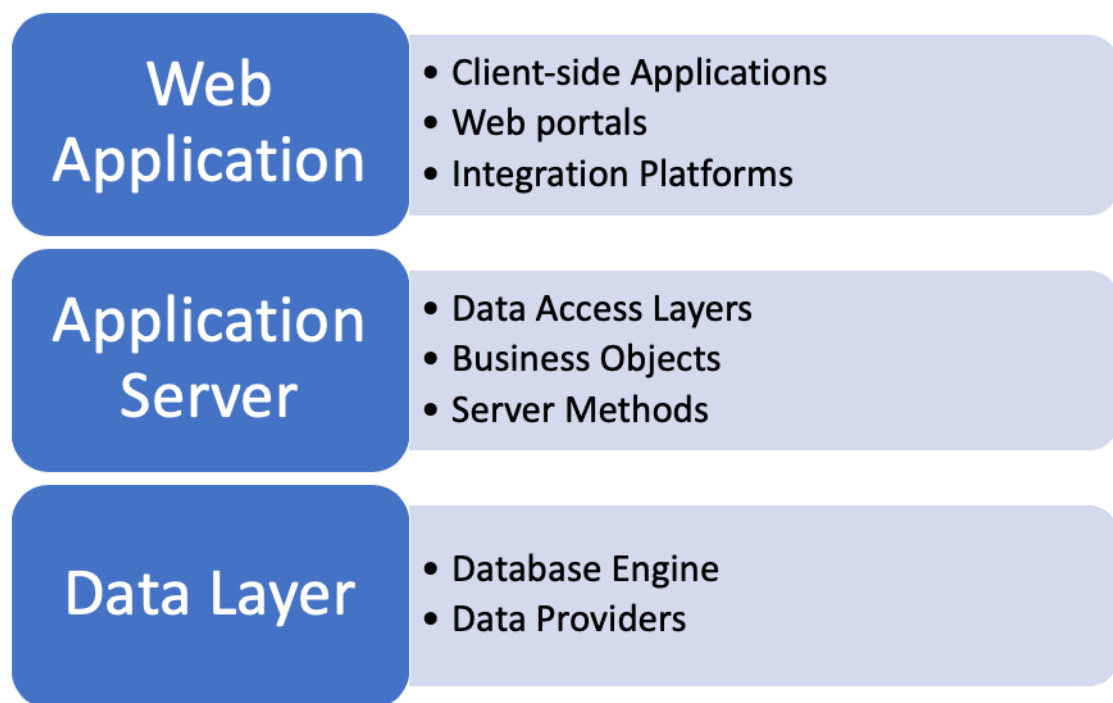 Web
Application
• Client-side Applications
• Web portals
• Integration Platforms
Application
Server
• Data Access Layers
• Business Objects
• Server Methods
Data Layer
• Database Engine
• Data Providers